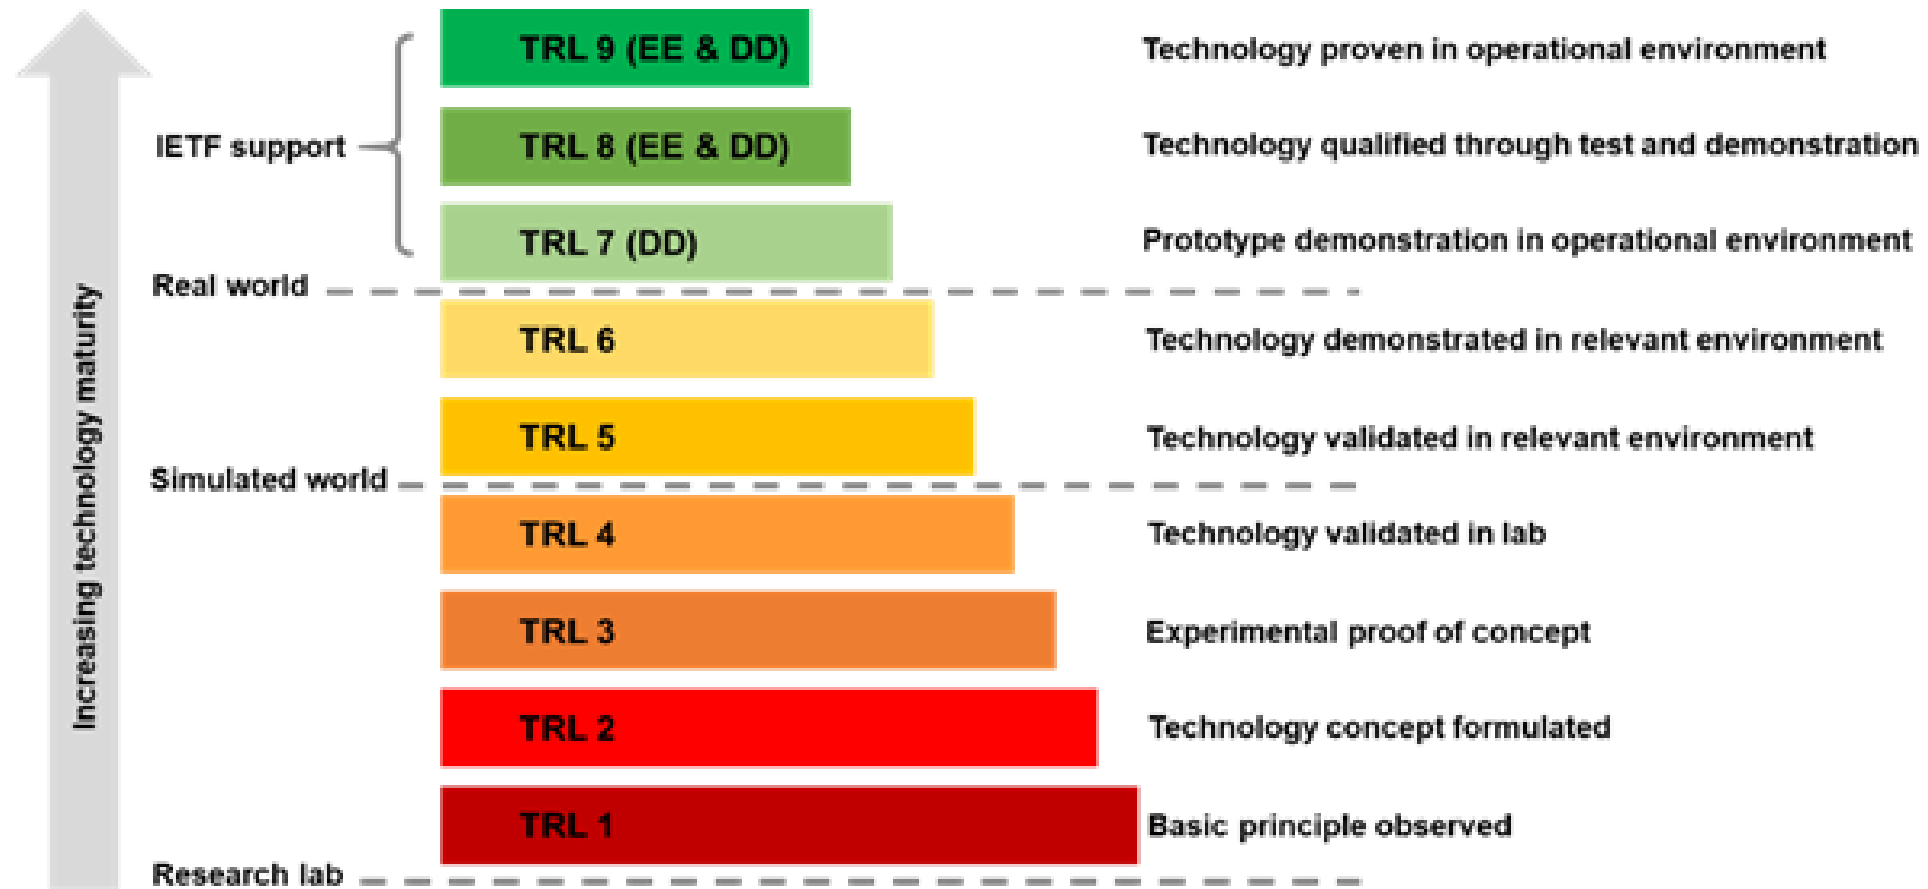 TRL 9 (EE & DD)
Technology proven in operational environment
IETF support
TRL 8 (EE & DD)
Technology qualified through test and demonstration
TRL 7 (DD)
Prototype demonstration in operational environment
Real world
TRL 6
Technology demonstrated in relevant environment
TRL 5
Technology validated in relevant environment
Simulated world
TRL 4
Technology validated in lab
TRL 3
Experimental proof of concept
TRL 2
Technology concept formulated
TRL 1
Basic principle observed
Research lab
Increasing technology maturity